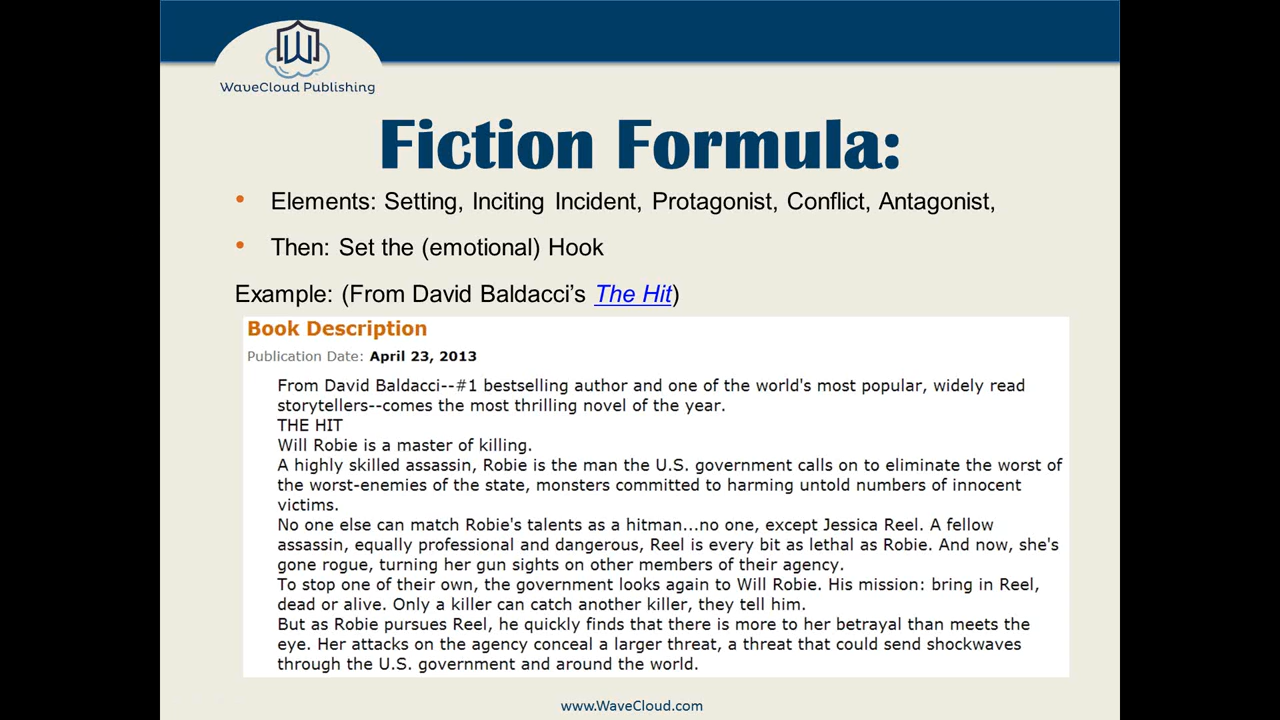 WaveCloud Publishing
Fiction Formula:
• Elements: Setting, Inciting Incident, Protagonist, Conflict, Antagonist,
• Then: Set the (emotional) Hook
Example: (From David Baldacci’s The Hit)
Book Description
Publication Date: April 23, 2013
From David Baldacci--#1 bestselling author and one of the world's most popular, widely read
storytellers--comes the most thrilling novel of the year.
THE HIT
Will Robie is a master of killing.
A highly skilled assassin, Robie is the man the U.S. government calls on to eliminate the worst of
the worst-enemies of the state, monsters committed to harming untold numbers of innocent
victims.
No one else can match Robie's talents as a hitman...no one, except Jessica Reel. A fellow
assassin, equally professional and dangerous, Reel is every bit as lethal as Robie. And now, she's
gone rogue, turning her gun sights on other members of their agency.
To stop one of their own, the government looks again to Will Robie. His mission: bring in Reel,
dead or alive. Only a killer can catch another killer, they tell him.
But as Robie pursues Reel, he quickly finds that there is more to her betrayal than meets the
eye. Her attacks on the agency conceal a larger threat, a threat that could send shockwaves
through the U.S. government and around the world.
www.WaveCloud.com